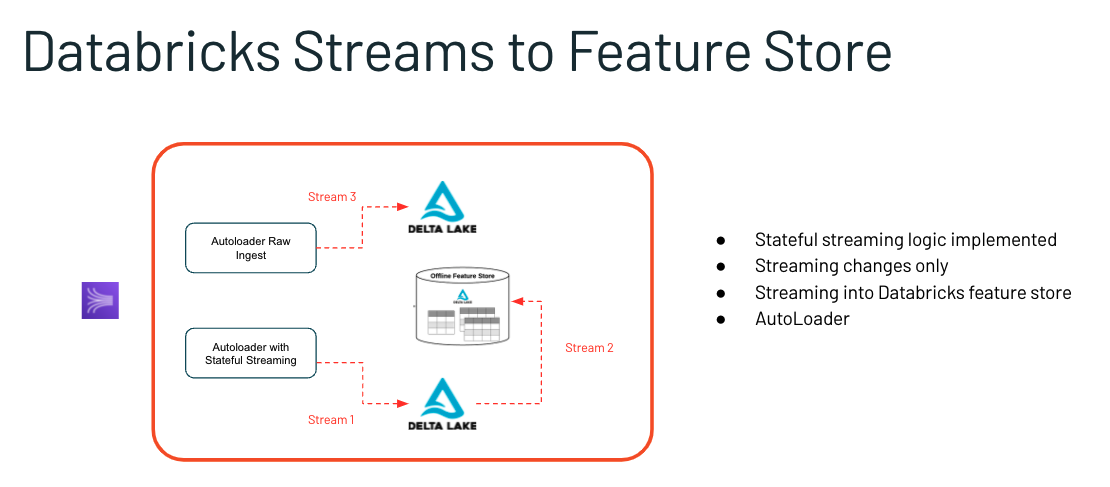 Databricks Streams to Feature Store
Stream 3
DELTA LAKE
Autoloader Raw
Ingest
Offline Feature Store
DELTA LAKE
Autoloader with
Stateful Streaming
Stream 2
DELTA LAKE
Stream 1
● Stateful streaming logic implemented
● Streaming changes only
● Streaming into Databricks feature store
● AutoLoader